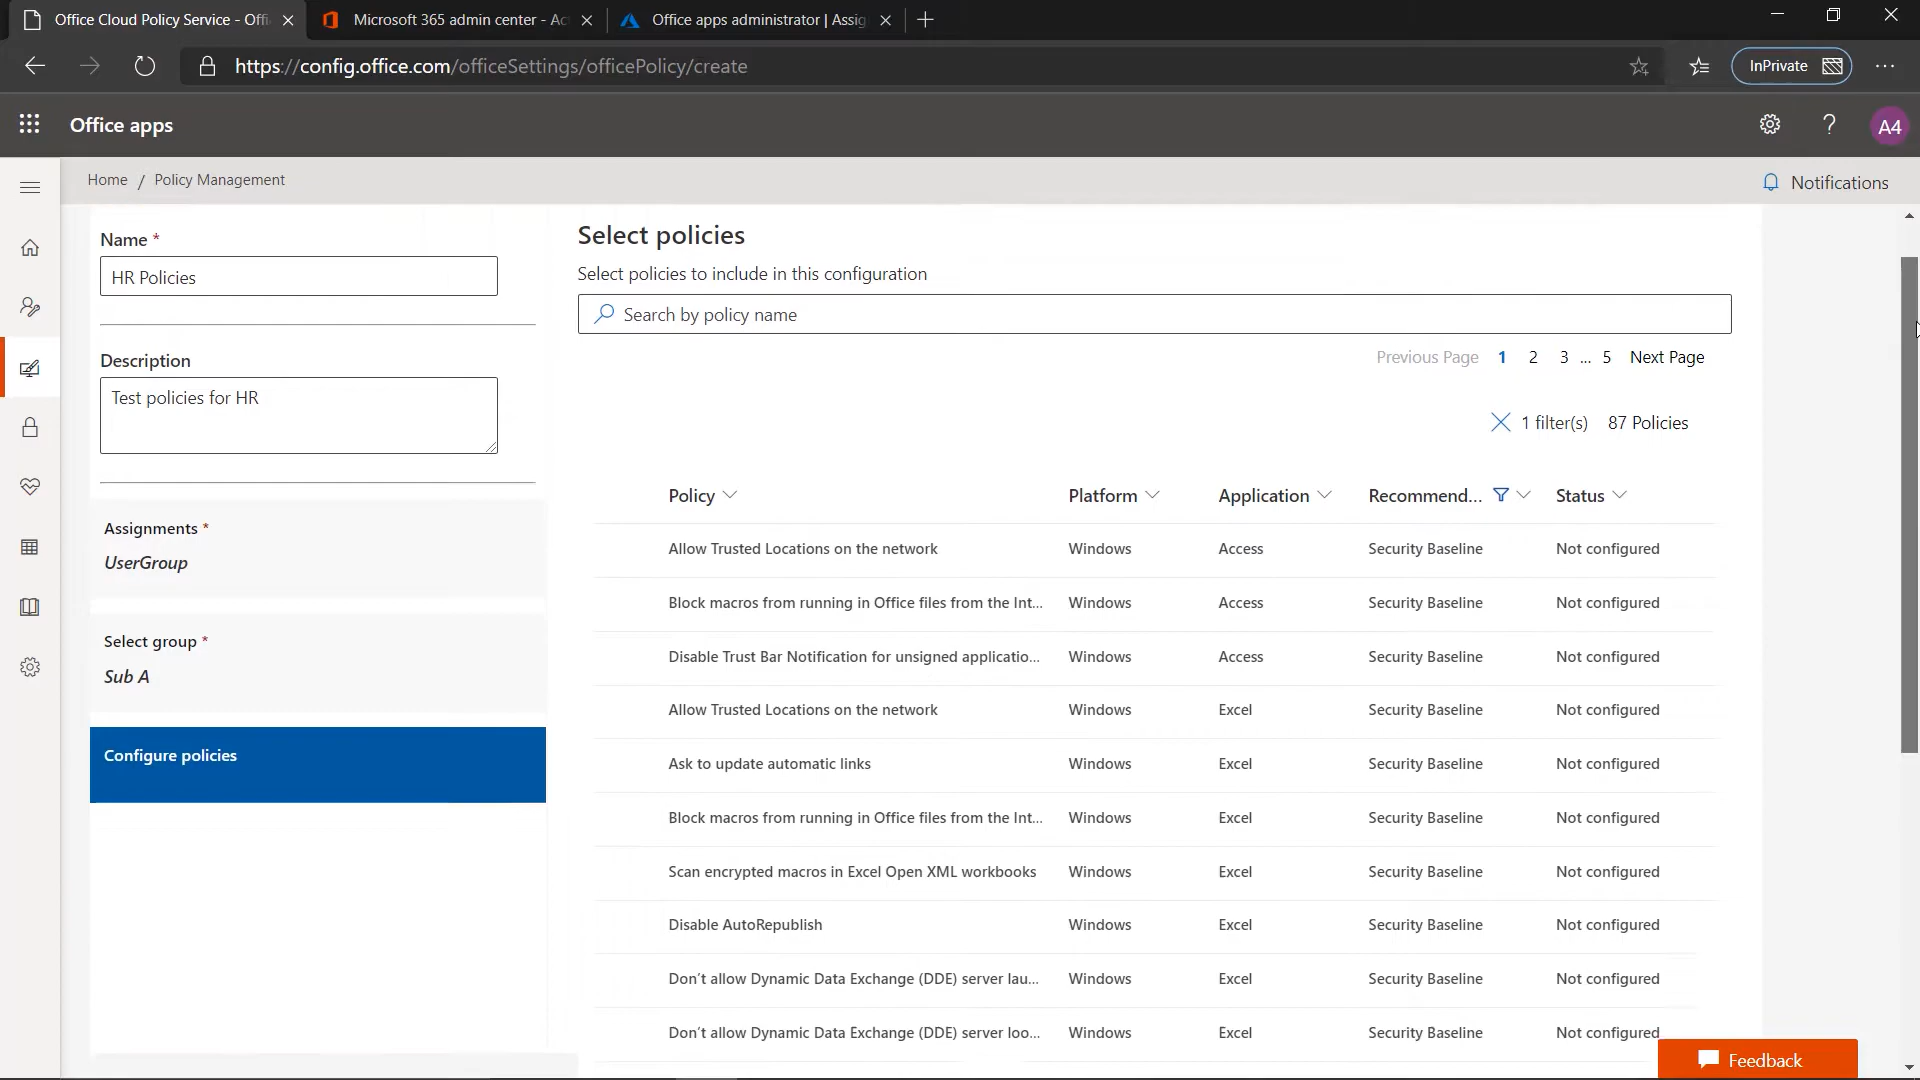 Office Cloud Policy Service - Offi
Microsoft 365 admin center - Ac
Office apps administrator | Assig
https://config.office.com/officeSettings/officePolicy/create
InPrivate
Office apps
A4
Home / Policy Management
Notifications
Name *
HR Policies
Description
Test policies for HR
Assignments *
UserGroup
Select group *
Sub A
Configure policies
Select policies
Select policies to include in this configuration
Search by policy name
Previous Page 1 2 3 ... 5 Next Page
1 filter(s) 87 Policies
Policy Platform Application Recommend... Status
Allow Trusted Locations on the network Windows Access Security Baseline Not configured
Block macros from running in Office files from the Int... Windows Access Security Baseline Not configured
Disable Trust Bar Notification for unsigned applicatio... Windows Access Security Baseline Not configured
Allow Trusted Locations on the network Windows Excel Security Baseline Not configured
Ask to update automatic links Windows Excel Security Baseline Not configured
Block macros from running in Office files from the Int... Windows Excel Security Baseline Not configured
Scan encrypted macros in Excel Open XML workbooks Windows Excel Security Baseline Not configured
Disable AutoRepublish Windows Excel Security Baseline Not configured
Don't allow Dynamic Data Exchange (DDE) server lau... Windows Excel Security Baseline Not configured
Don't allow Dynamic Data Exchange (DDE) server loo... Windows Excel Security Baseline Not configured
Feedback